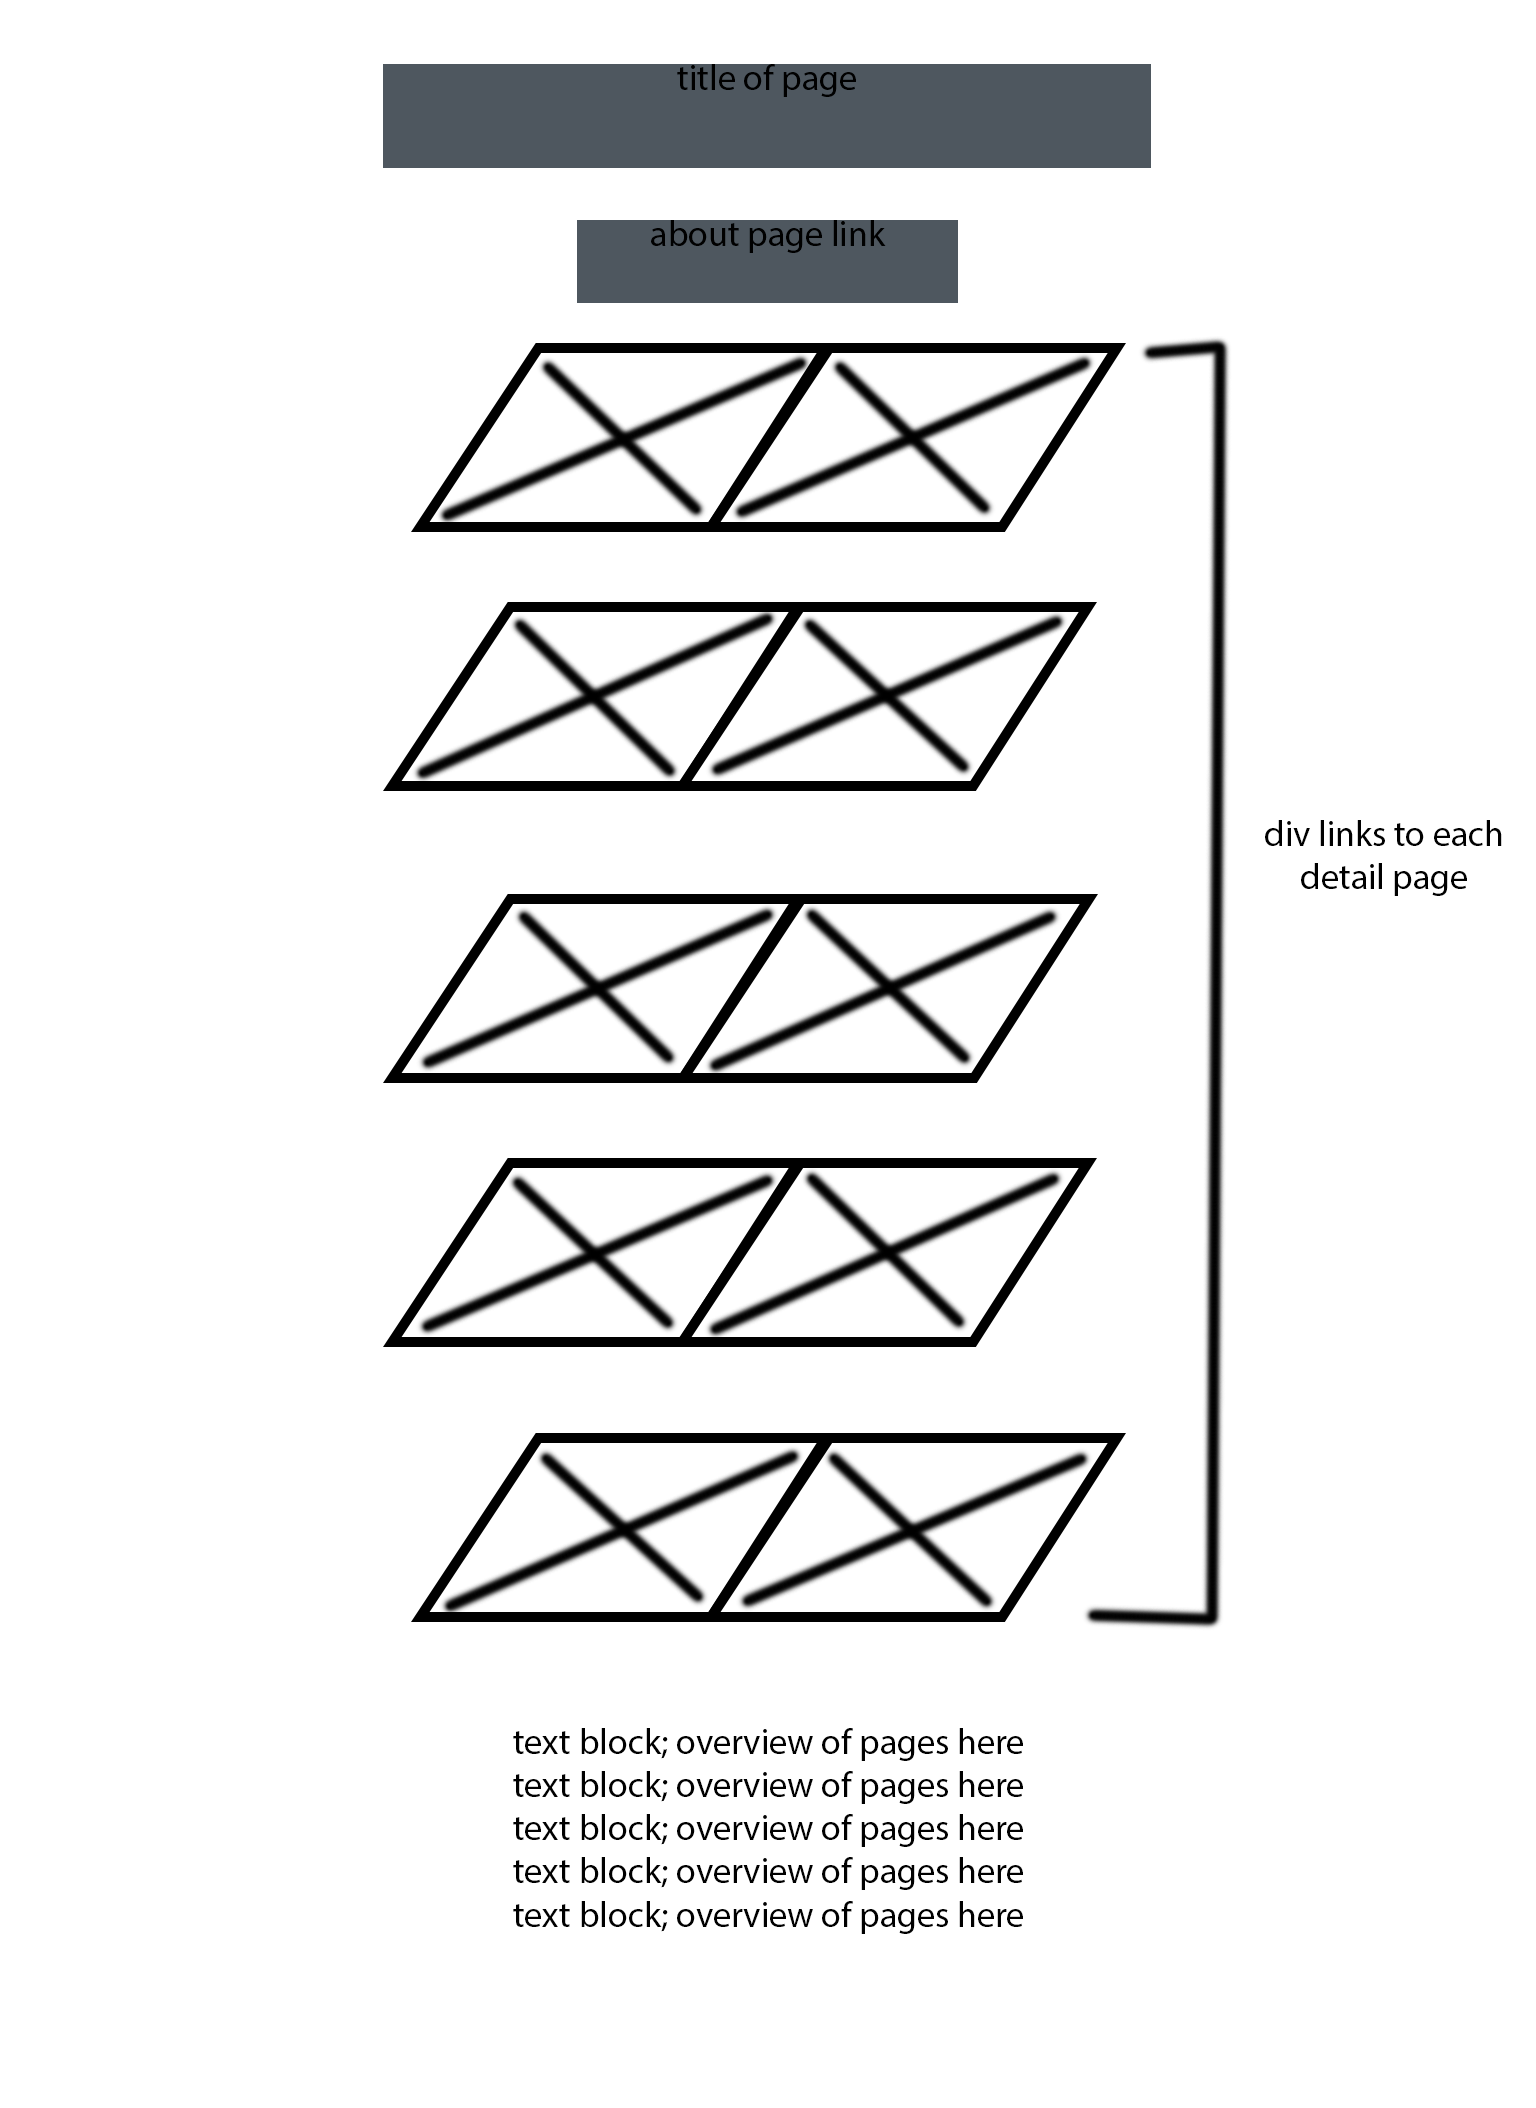 title of page
about page link
div links to each
detail page
text block; overview of pages here
text block; overview of pages here
text block; overview of pages here
text block; overview of pages here
text block; overview of pages here